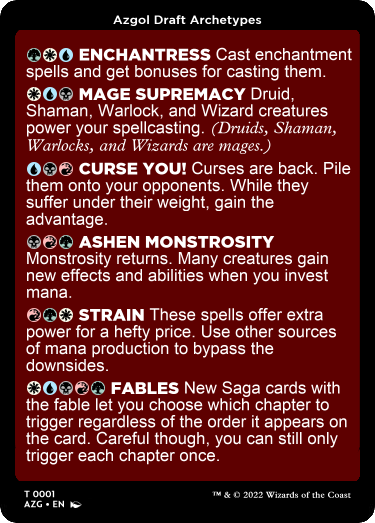 Azgol Draft Archetypes
ENCHANTRESS Cast enchantment
spells and get bonuses for casting them.
MAGE SUPREMACY Druid,
Shaman, Warlock, and Wizard creatures
power your spellcasting. (Druids, Shaman,
Warlocks, and Wizards are mages.)
CURSE YOU! Curses are back. Pile
them onto your opponents. While they
suffer under their weight, gain the
advantage.
ASHEN MONSTROSITY
Monstrosity returns. Many creatures gain
new effects and abilities when you invest
mana.
STRAIN These spells offer extra
power for a hefty price. Use other sources
of mana production to bypass the
downsides.
FABLES New Saga cards with
the fable let you choose which chapter to
trigger regardless of the order it appears on
the card. Careful though, you can still only
trigger each chapter once.
T 0001
AZG • EN
™ & © 2022 Wizards of the Coast